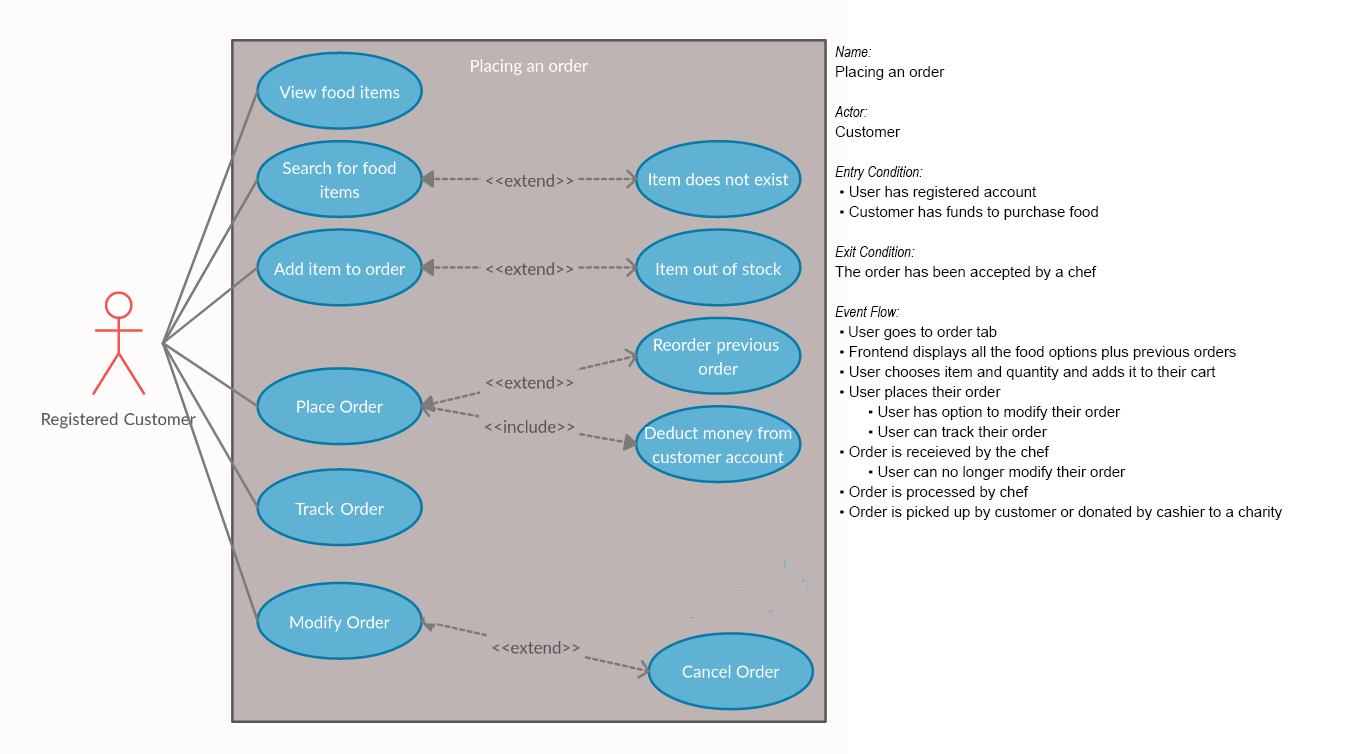 Placing an order
View food items
Search for food
items
<<extend>>
Item does not exist
Add item to order
<<extend>>
Item out of stock
Reorder previous
order
<<extend>>
Place Order
<<include>>
Deduct money from
customer account
Registered Customer
Track Order
Modify Order
<<extend>>
Cancel Order
Name:
Placing an order
Actor:
Customer
Entry Condition:
▪ User has registered account
▪ Customer has funds to purchase food
Exit Condition:
The order has been accepted by a chef
Event Flow:
▪ User goes to order tab
▪ Frontend displays all the food options plus previous orders
▪ User chooses item and quantity and adds it to their cart
▪ User places their order
▪ User has option to modify their order
▪ User can track their order
▪ Order is receieved by the chef
▪ User can no longer modify their order
▪ Order is processed by chef
▪ Order is picked up by customer or donated by cashier to a charity